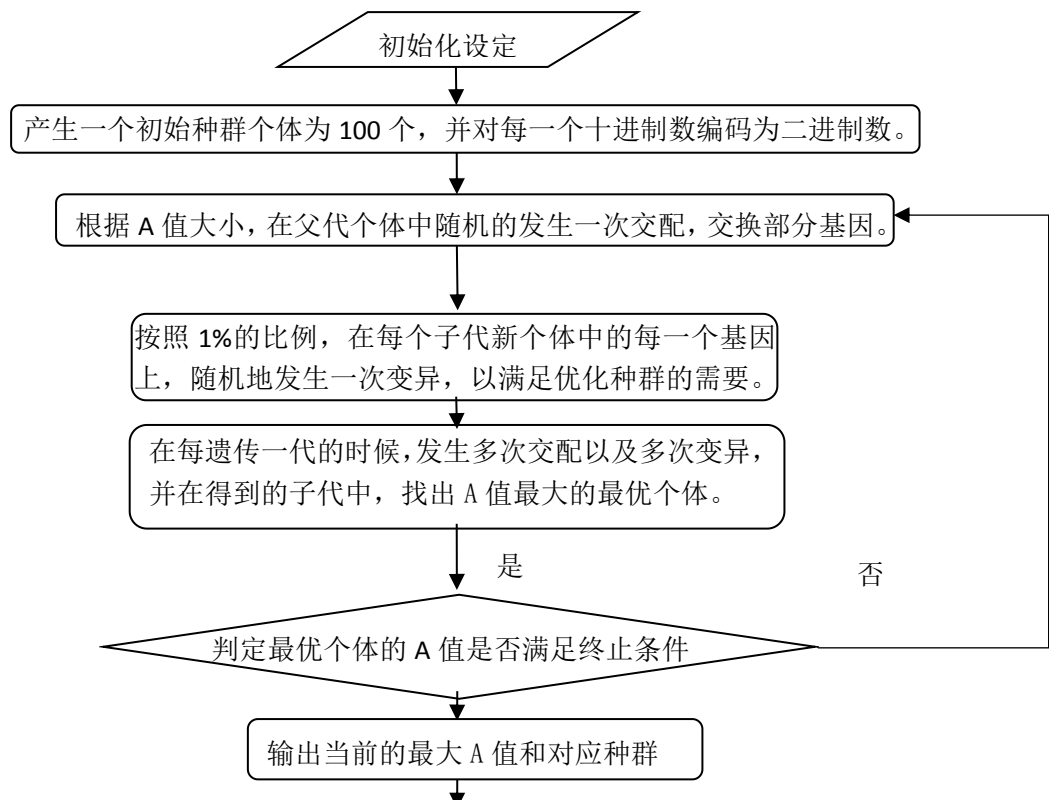 初始化设定
产生一个初始种群个体为 100 个，并对每一个十进制数编码为二进制数。
根据 A 值大小，在父代个体中随机的发生一次交配，交换部分基因。
按照 1%的比例，在每个子代新个体中的每一个基因
上，随机地发生一次变异，以满足优化种群的需要。
在每遗传一代的时候，发生多次交配以及多次变异，
并在得到的子代中，找出 A 值最大的最优个体。
是
否
判定最优个体的 A 值是否满足终止条件
输出当前的最大 A 值和对应种群